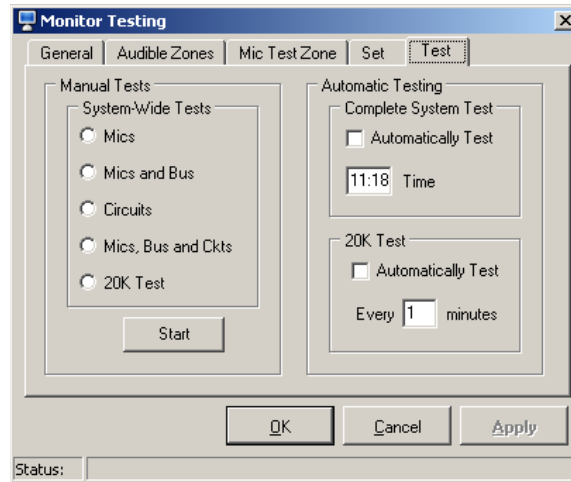 Monitor Testing
General
Audible Zones
Mic Test Zone
Set
Test
Manual Tests
System-Wide Tests
Mics
Mics and Bus
Circuits
Mics, Bus and Ckts
20K Test
Start
Automatic Testing
Complete System Test
Automatically Test
11:18 Time
20K Test
Automatically Test
Every 1 minutes
OK
Cancel
Apply
Status: